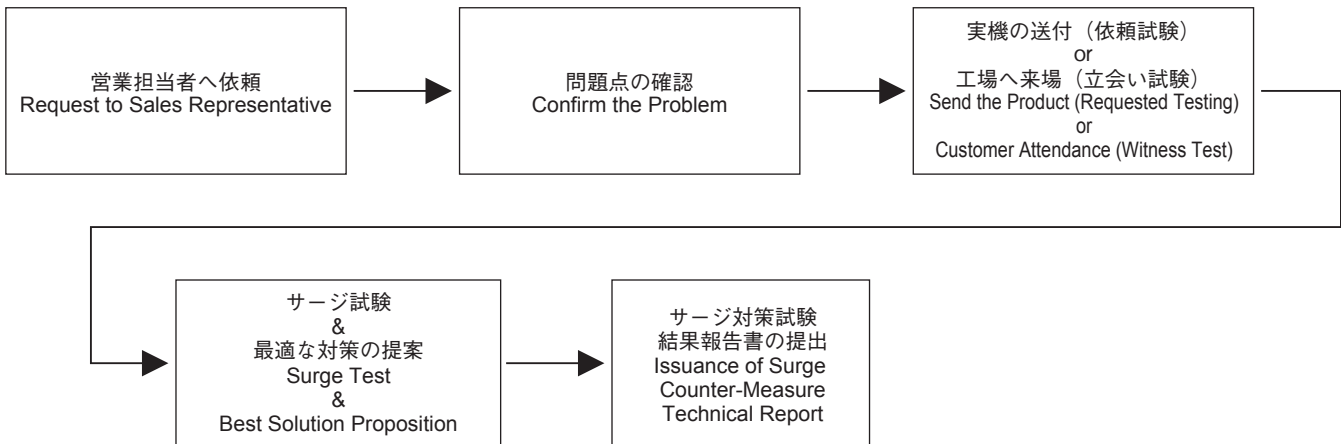 営業担当者へ依頼
Request to Sales Representative
問題点の確認
Confirm the Problem
実機の送付（依頼試験）
or
工場へ来場（立会い試験）
Send the Product (Requested Testing)
or
Customer Attendance (Witness Test)
サージ試験
&
最適な対策の提案
Surge Test
&
Best Solution Proposition
サージ対策試験
結果報告書の提出
Issuance of Surge
Counter-Measure
Technical Report